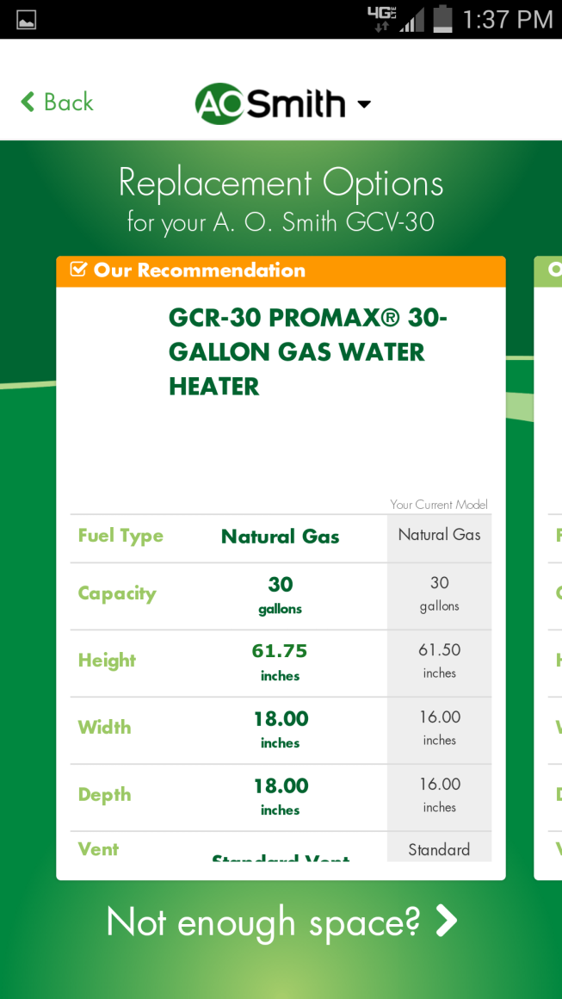 4G LTE 1:37 PM
Back
AO Smith
Replacement Options
for your A. O. Smith GCV-30
Our Recommendation
GCR-30 PROMAX® 30-
GALLON GAS WATER
HEATER
Your Current Model
Fuel Type Natural Gas Natural Gas
Capacity 30 gallons 30 gallons
Height 61.75 inches 61.50 inches
Width 18.00 inches 16.00 inches
Depth 18.00 inches 16.00 inches
Vent Standard Vent Standard
Not enough space?